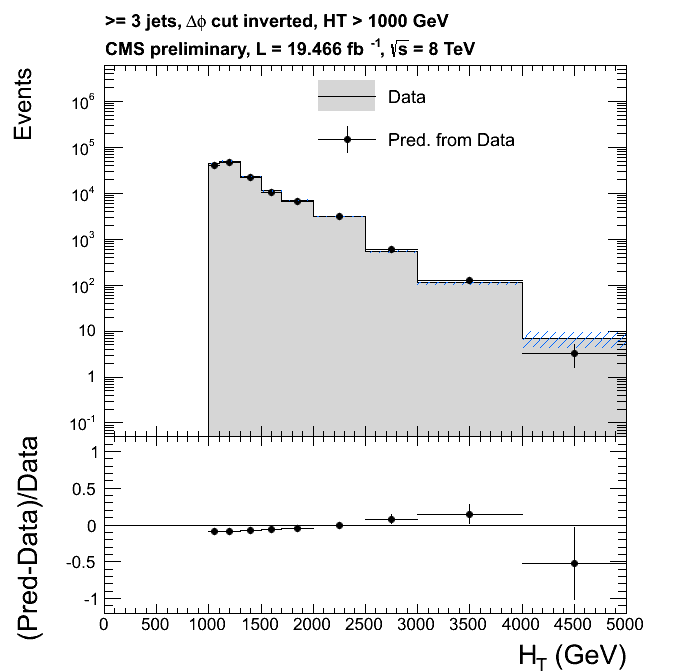 >= 3 jets, Δϕ cut inverted, HT > 1000 GeV
CMS preliminary, L = 19.466 fb⁻¹, √s = 8 TeV
Events
Data
Pred. from Data
10⁶
10⁵
10⁴
10³
10²
10
1
10⁻¹
(Pred-Data)/Data
1
0.5
0
-0.5
-1
0 500 1000 1500 2000 2500 3000 3500 4000 4500 5000
H_T (GeV)